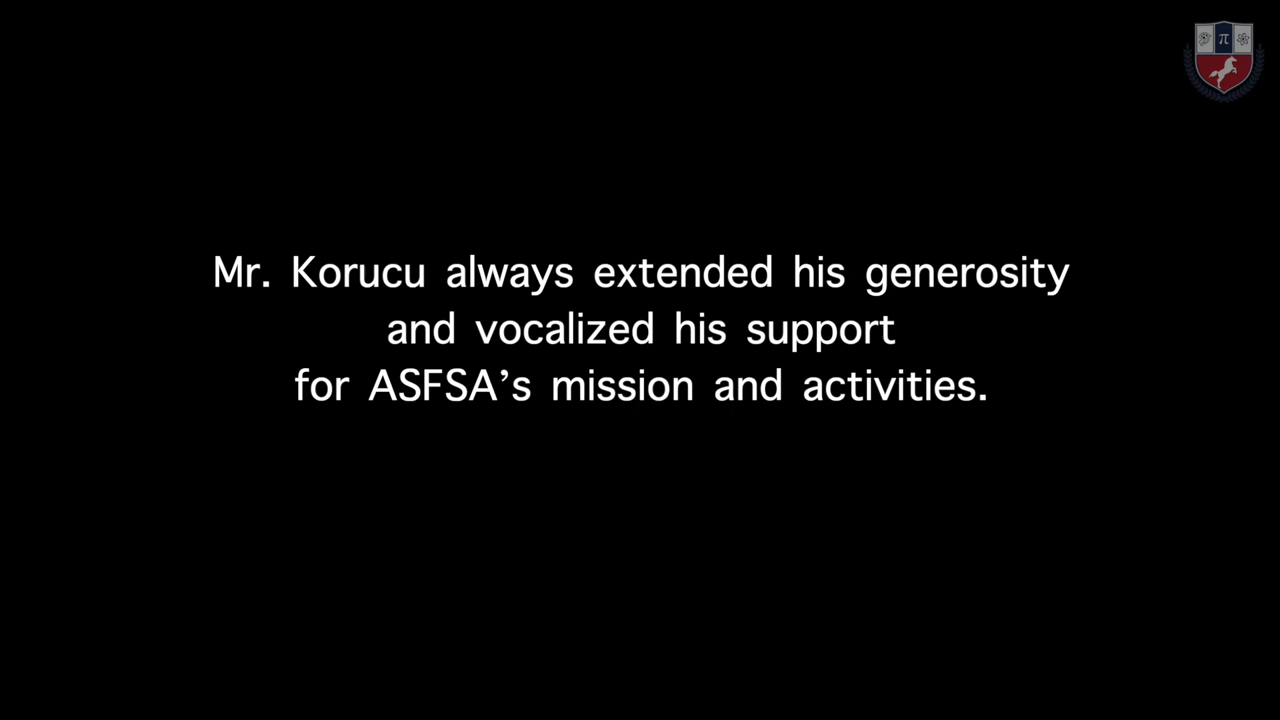 π
Mr. Korucu always extended his generosity
and vocalized his support
for ASFSA’s mission and activities.